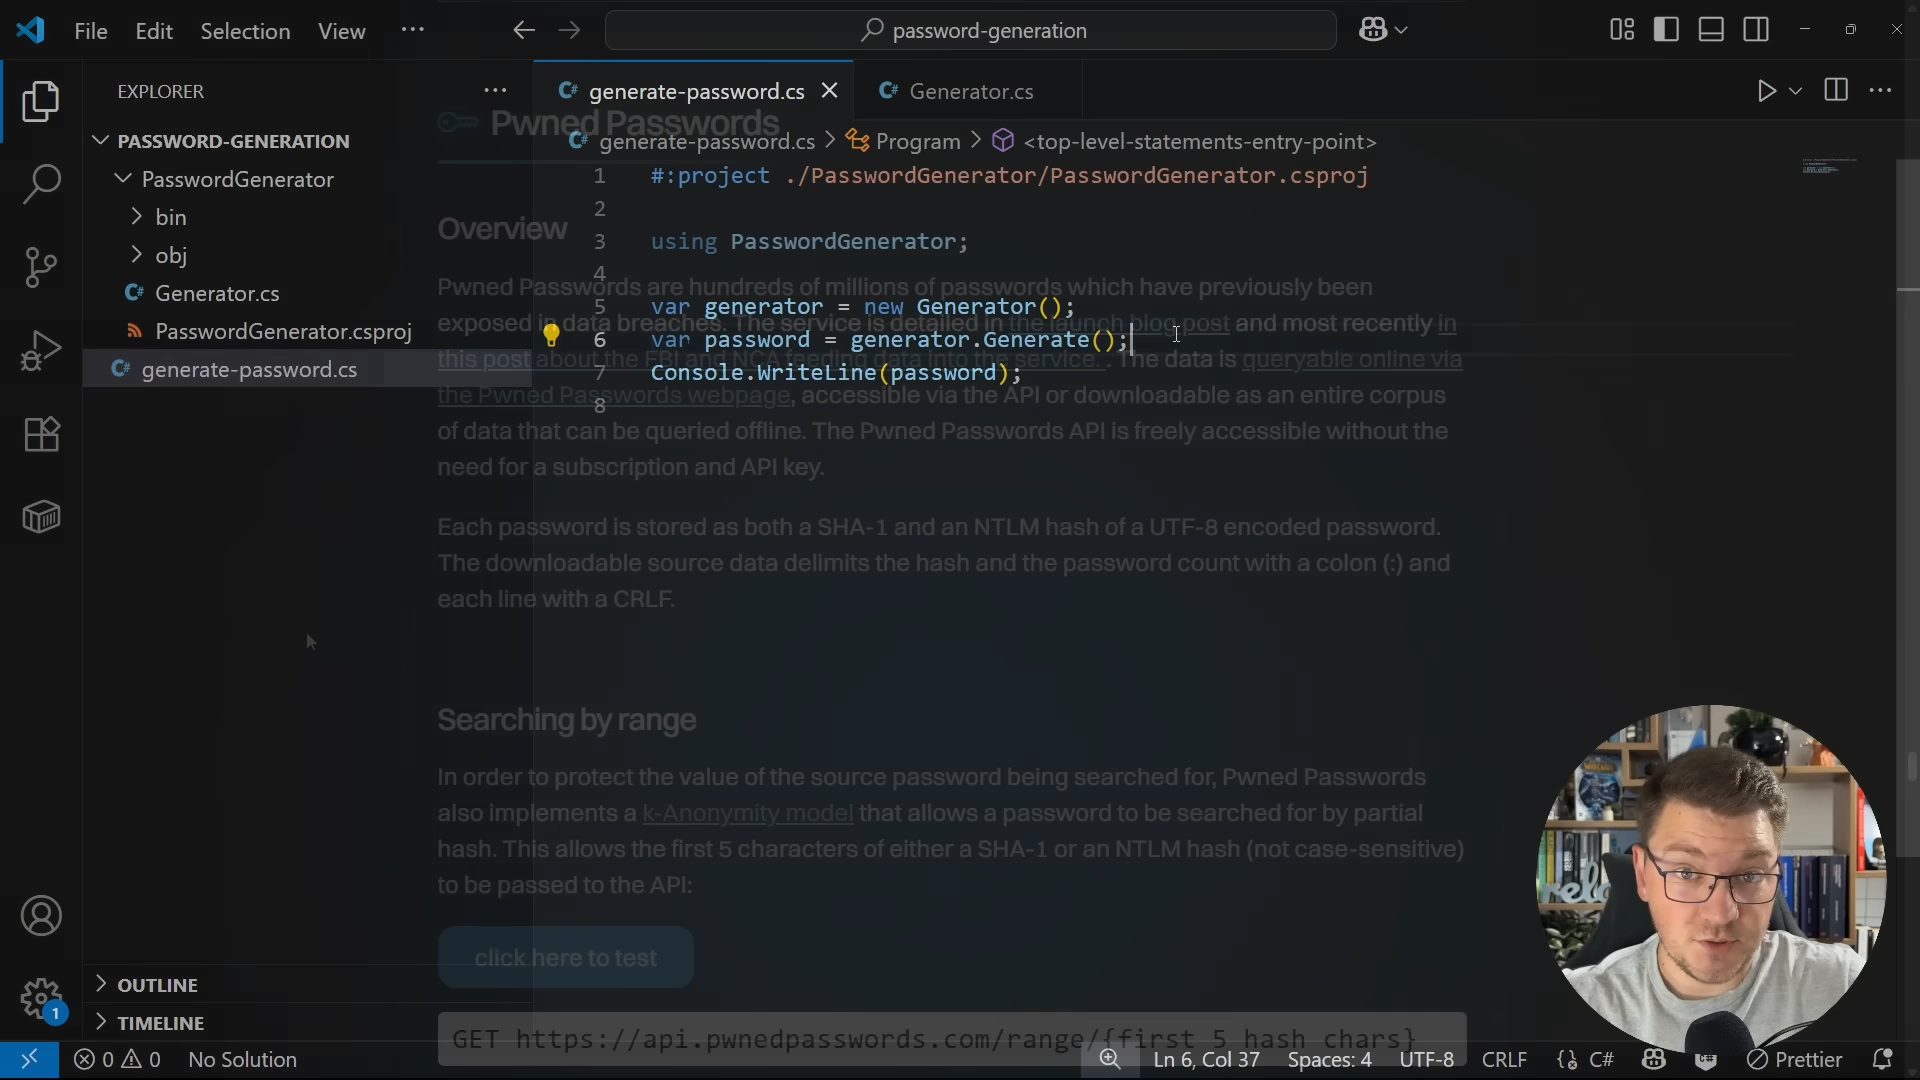 File Edit Selection View ···
password-generation
EXPLORER ···
PASSWORD-GENERATION
PasswordGenerator
bin
obj
C# Generator.cs
PasswordGenerator.csproj
C# generate-password.cs
OUTLINE
TIMELINE
C# generate-password.cs
C# Generator.cs
C# generate-password.cs > Program > <top-level-statements-entry-point>
1 #:project ./PasswordGenerator/PasswordGenerator.csproj
2
3 using PasswordGenerator;
4
5 var generator = new Generator();
6 var password = generator.Generate();
7 Console.WriteLine(password);
8
Pwned Passwords
Overview
Pwned Passwords are hundreds of millions of passwords which have previously been
exposed in data breaches. The service is detailed in the launch blog post and most recently in
this post about the FBI and NCA feeding data into the service. . The data is queryable online via
the Pwned Passwords webpage, accessible via the API or downloadable as an entire corpus
of data that can be queried offline. The Pwned Passwords API is freely accessible without the
need for a subscription and API key.
Each password is stored as both a SHA-1 and an NTLM hash of a UTF-8 encoded password.
The downloadable source data delimits the hash and the password count with a colon (:) and
each line with a CRLF.
Searching by range
In order to protect the value of the source password being searched for, Pwned Passwords
also implements a k-Anonymity model that allows a password to be searched for by partial
hash. This allows the first 5 characters of either a SHA-1 or an NTLM hash (not case-sensitive)
to be passed to the API:
click here to test
GET https://api.pwnedpasswords.com/range/{first 5 hash chars}
relo
1
0 0 No Solution
Ln 6, Col 37 Spaces: 4 UTF-8 CRLF C# Prettier